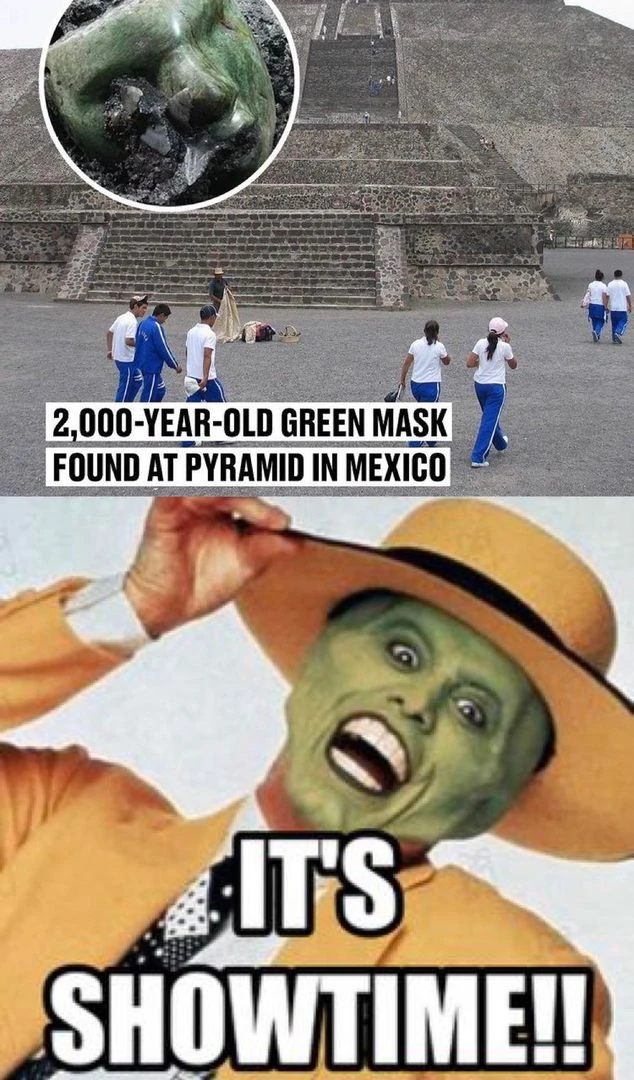 2,000-YEAR-OLD GREEN MASK
FOUND AT PYRAMID IN MEXICO
IT'S
SHOWTIME!!